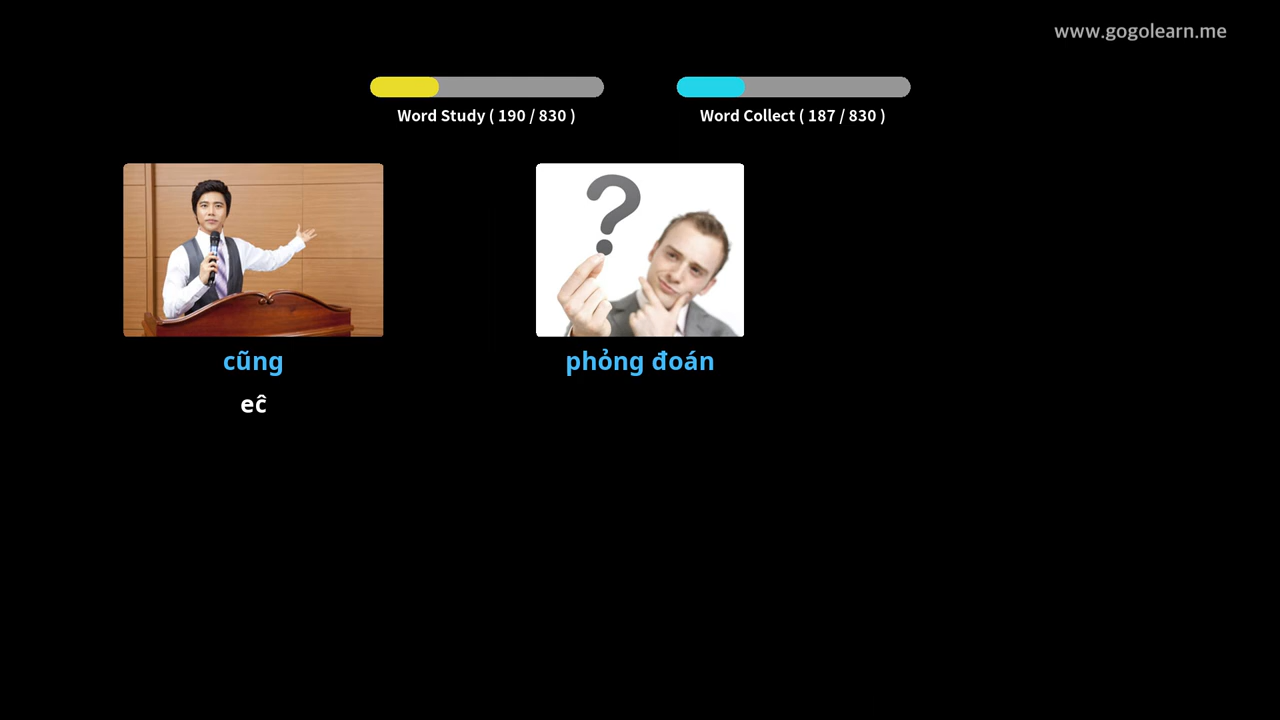 www.gogolearn.me
Word Study ( 190 / 830 )
Word Collect ( 187 / 830 )
cũng
phỏng đoán
eĉ